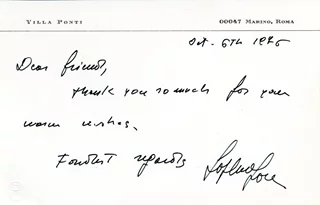 VILLA PONTI
00047 MARINO, ROMA
Oct. 6th 1976
Dear friend,
thank you so much for your
warm wishes.
Fondest regards
Sophia Loren